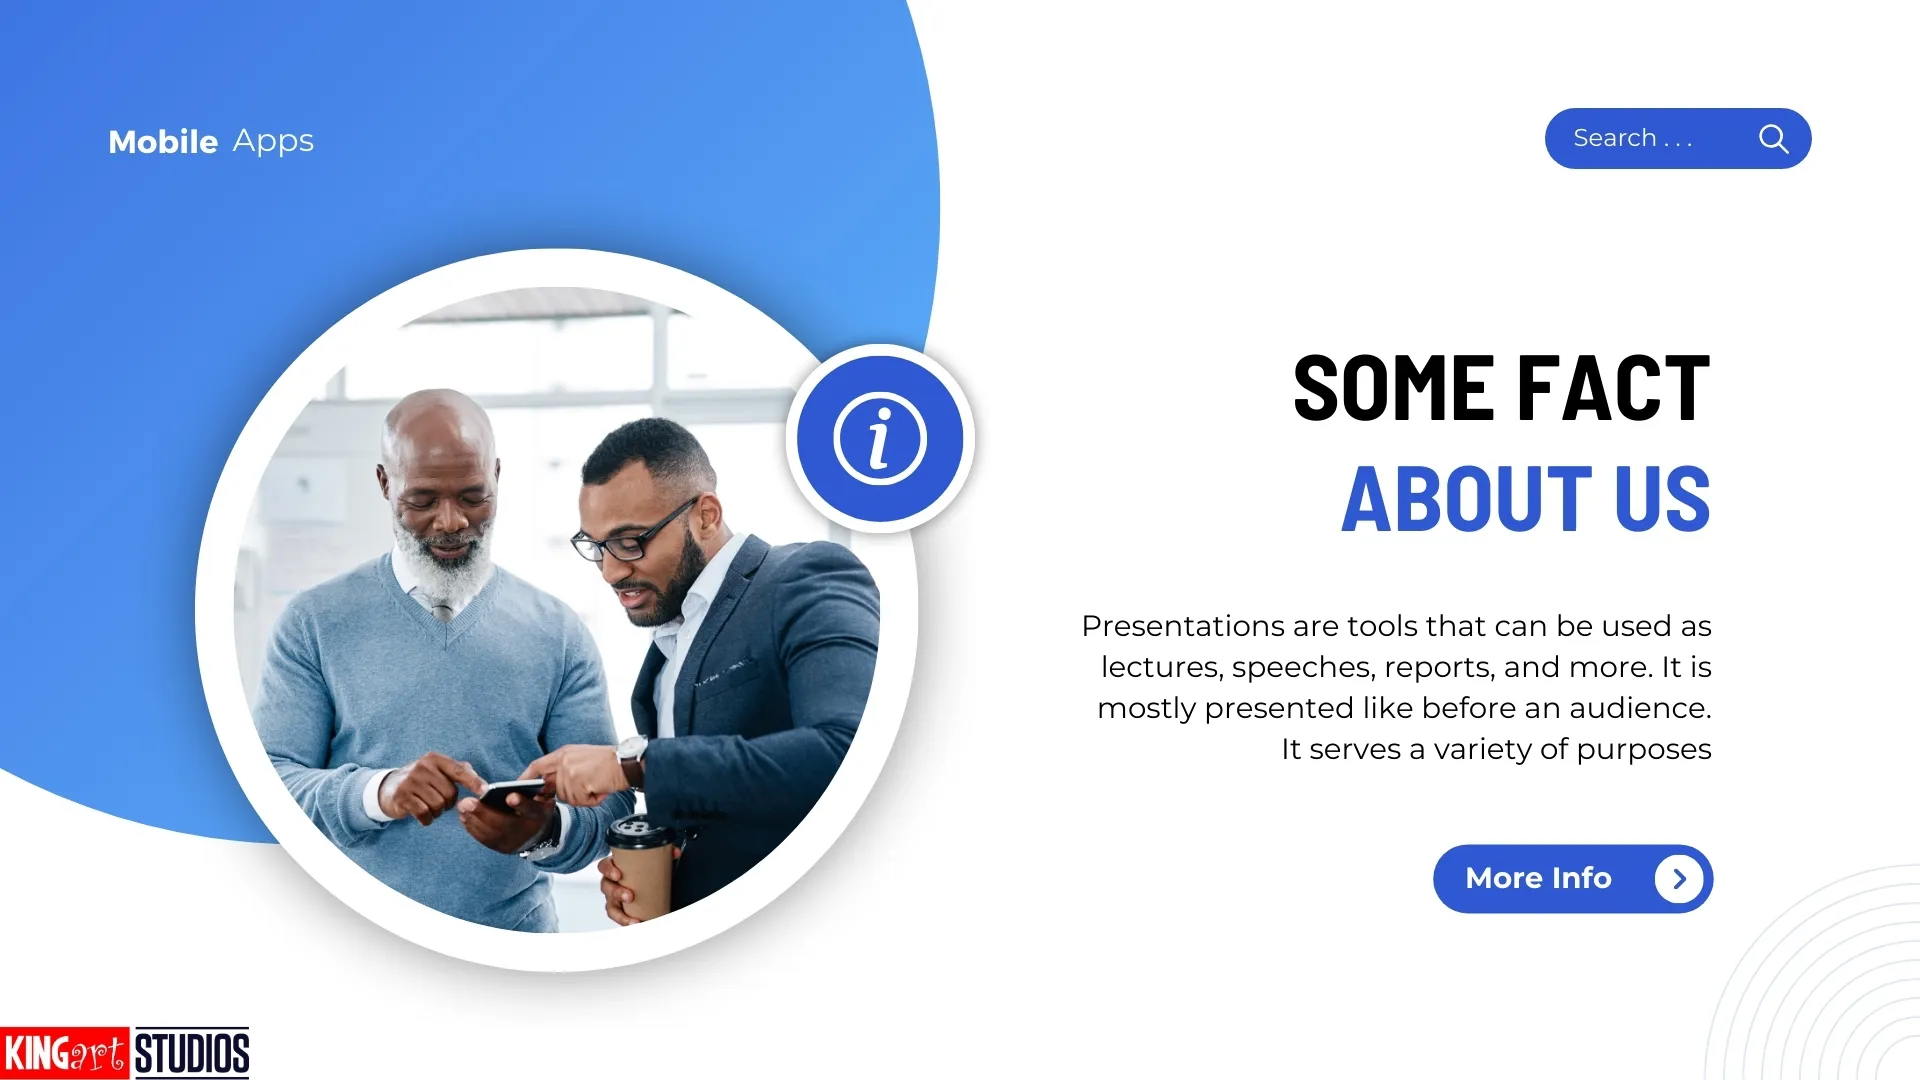 Mobile Apps
Search . . .
SOME FACT
ABOUT US
Presentations are tools that can be used as
lectures, speeches, reports, and more. It is
mostly presented like before an audience.
It serves a variety of purposes
More Info
KINGart STUDIOS